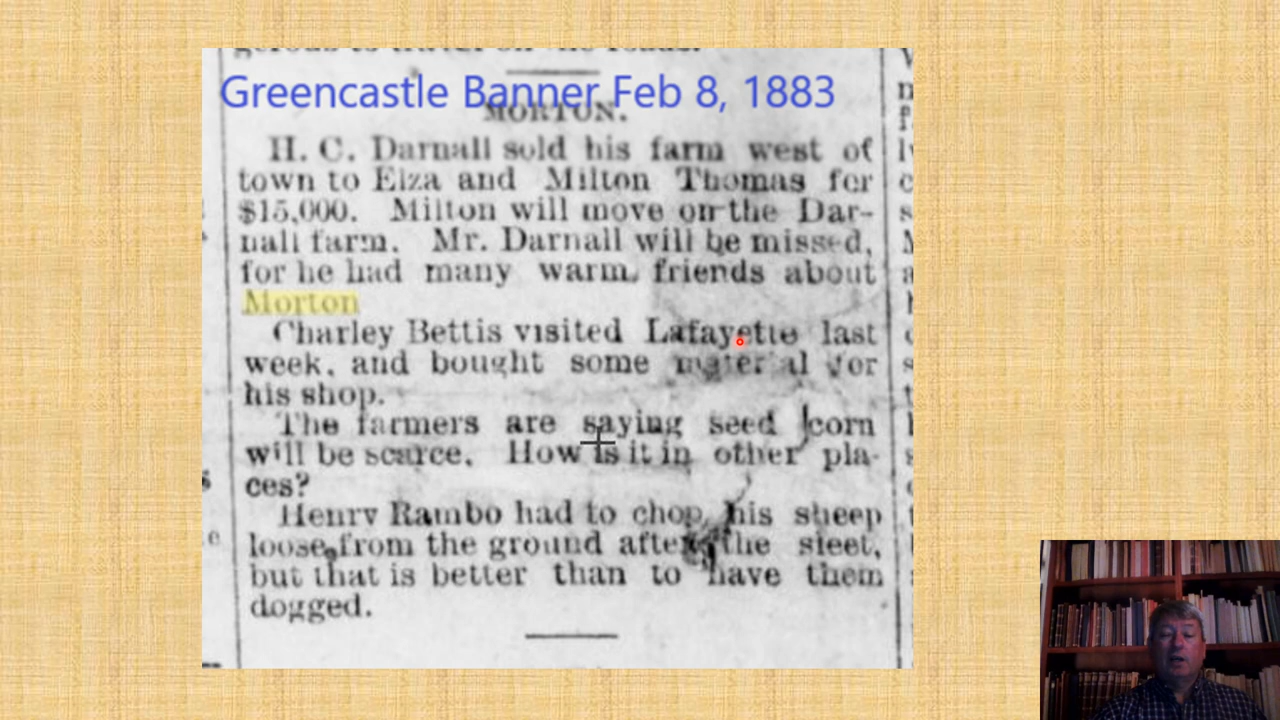 Greencastle Banner Feb 8, 1883
MORTON.
H. C. Darnall sold his farm west of
town to Elza and Milton Thomas for
$15,000. Milton will move on the Dar-
nall farm. Mr. Darnall will be missed,
for he had many warm friends about
Morton
Charley Bettis visited Lafayette last
week, and bought some material for
his shop.
The farmers are saying seed corn
will be scarce. How is it in other pla-
ces?
Henry Rambo had to chop his sheep
loose from the ground after the sleet,
but that is better than to have them
dogged.